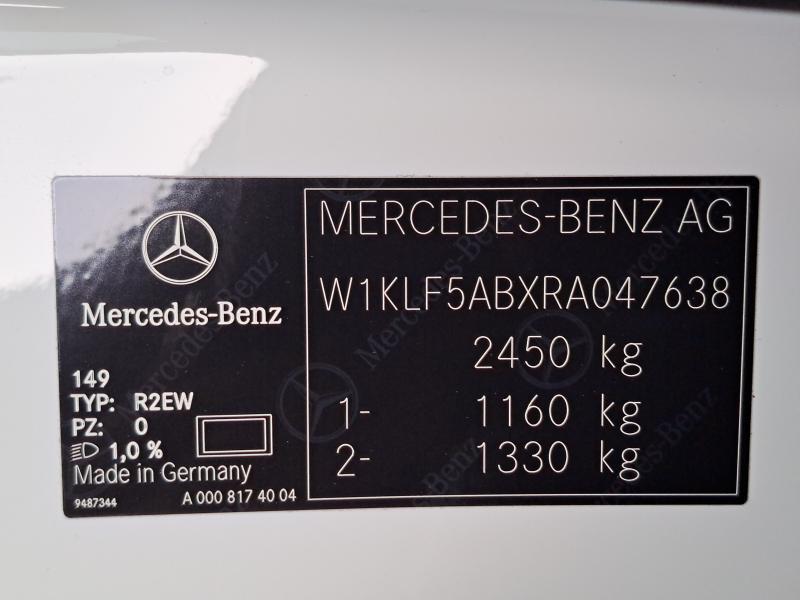 Mercedes-Benz
149
TYP: R2EW
PZ: 0
1,0 %
Made in Germany
9487344 A 000 817 40 04
MERCEDES-BENZ AG
W1KLF5ABXRA047638
2450 kg
1- 1160 kg
2- 1330 kg